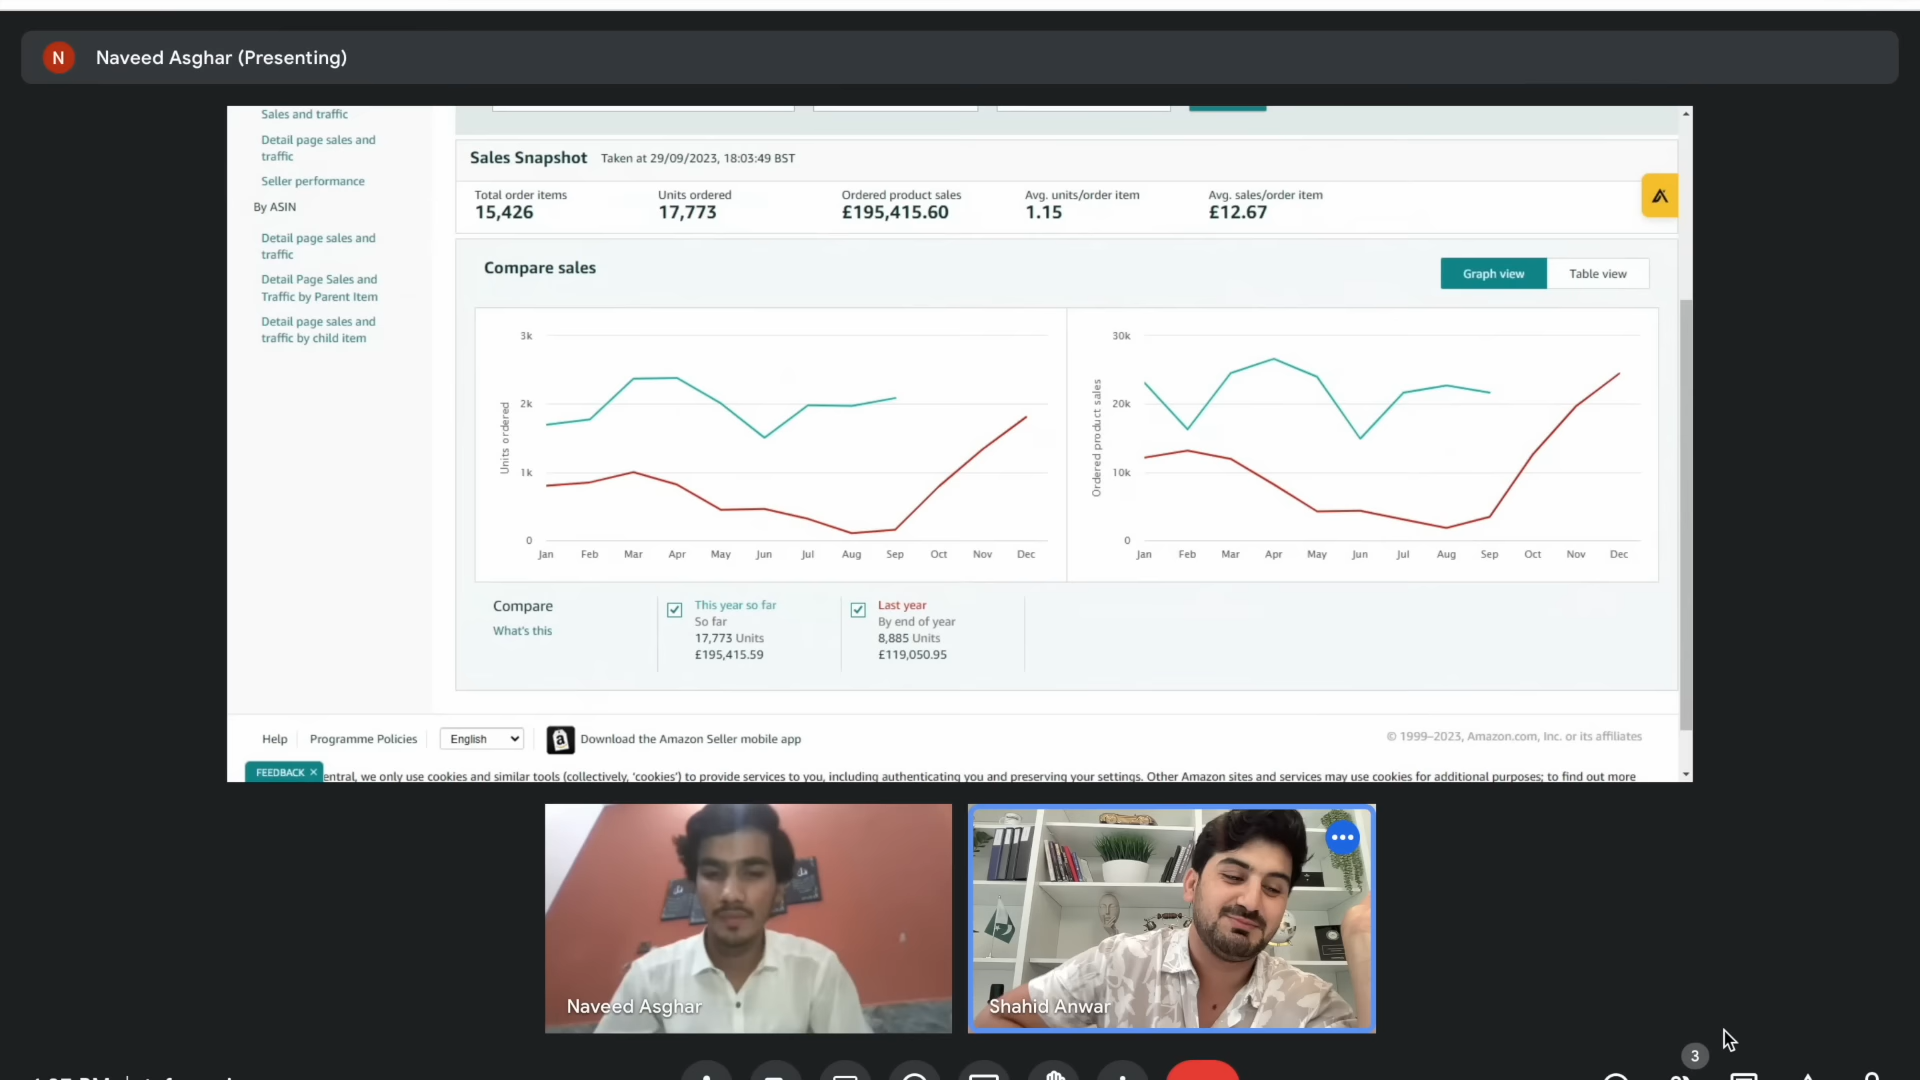 N
Naveed Asghar (Presenting)
Sales and traffic
Detail page sales and
traffic
Seller performance
By ASIN
Detail page sales and
traffic
Detail Page Sales and
Traffic by Parent Item
Detail page sales and
traffic by child item
Sales Snapshot Taken at 29/09/2023, 18:03:49 BST
Total order items Units ordered Ordered product sales Avg. units/order item Avg. sales/order item
15,426 17,773 £195,415.60 1.15 £12.67
Compare sales
Graph view Table view
Units ordered
3k
2k
1k
0
Jan Feb Mar Apr May Jun Jul Aug Sep Oct Nov Dec
Ordered product sales
30k
20k
10k
0
Jan Feb Mar Apr May Jun Jul Aug Sep Oct Nov Dec
Compare
What's this
This year so far
So far
17,773 Units
£195,415.59
Last year
By end of year
8,885 Units
£119,050.95
Help Programme Policies English Download the Amazon Seller mobile app
© 1999–2023, Amazon.com, Inc. or its affiliates
FEEDBACK ×
entral, we only use cookies and similar tools (collectively, 'cookies') to provide services to you, including authenticating you and preserving your settings. Other Amazon sites and services may use cookies for additional purposes; to find out more
Naveed Asghar
Shahid Anwar
3